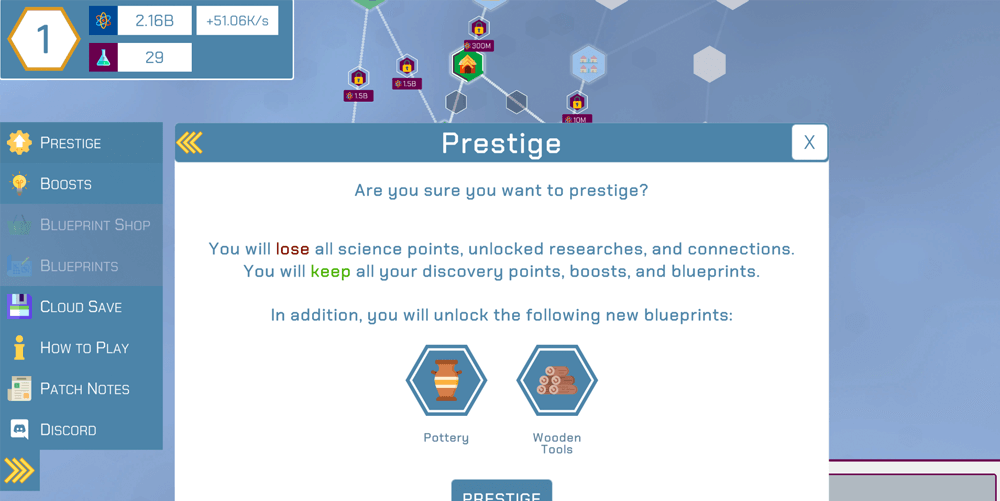 1
2.16B
+51.06K/s
29
300M
1.5B
1.5B
10M
Prestige
Boosts
Blueprint Shop
Blueprints
Cloud Save
How to Play
Patch Notes
Discord
Prestige
X
Are you sure you want to prestige?
You will lose all science points, unlocked researches, and connections.
You will keep all your discovery points, boosts, and blueprints.
In addition, you will unlock the following new blueprints:
Pottery
Wooden
Tools
PRESTIGE